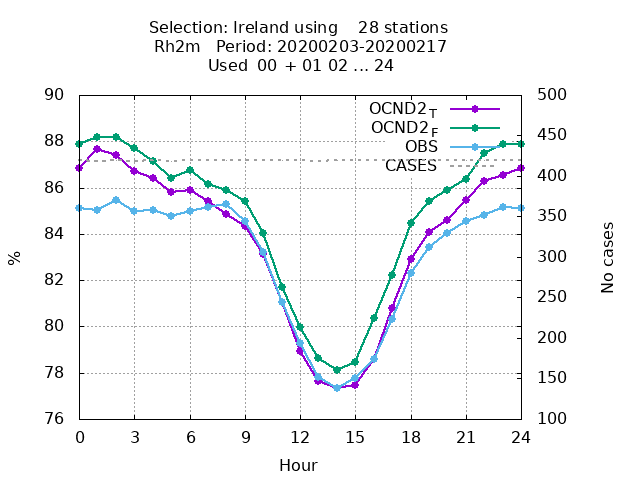 Selection: Ireland using    28 stations
Rh2m   Period: 20200203-20200217
Used  00 + 01 02 ... 24
90 500
OCND2 T
OCND2 F
OBS
CASES
88 450
86 400
84 350
82 300
80 250
78 200
76 150
100
%
No cases
0 3 6 9 12 15 18 21 24
Hour